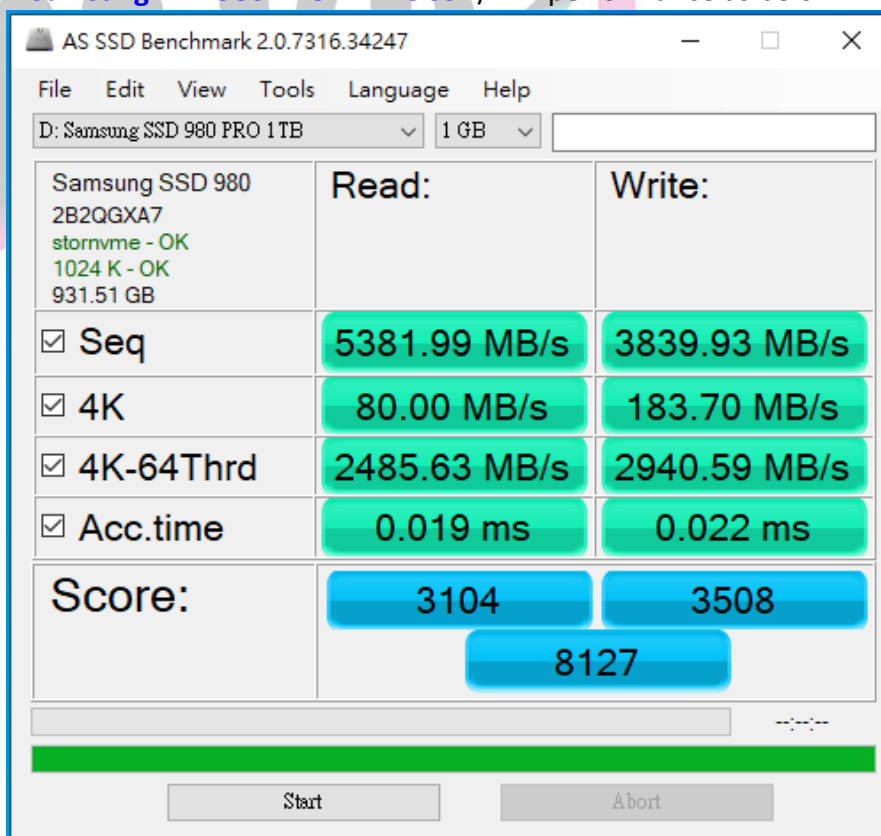 AS SSD Benchmark 2.0.7316.34247
File Edit View Tools Language Help
D: Samsung SSD 980 PRO 1TB 1 GB
Samsung SSD 980
2B2QGXA7
stornvme - OK
1024 K - OK
931.51 GB
Read: Write:
Seq 5381.99 MB/s 3839.93 MB/s
4K 80.00 MB/s 183.70 MB/s
4K-64Thrd 2485.63 MB/s 2940.59 MB/s
Acc.time 0.019 ms 0.022 ms
Score: 3104 3508
8127
--:--:--
Start Abort